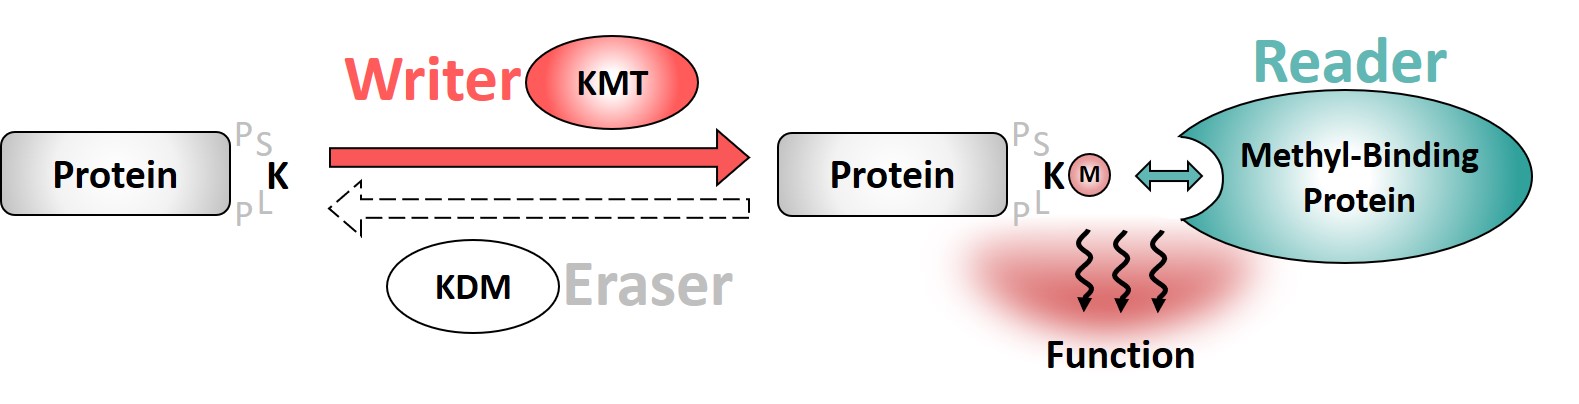 Writer
KMT
Protein
P
S
K
L
P
KDM
Eraser
Protein
P
S
K
M
L
P
Reader
Methyl-Binding
Protein
Function